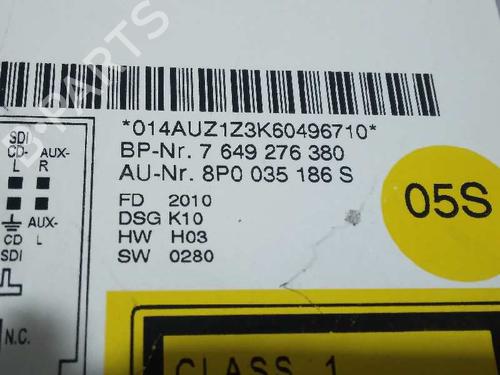 *014AUZ1Z3K60496710*
BP-Nr. 7 649 276 380
AU-Nr. 8P0 035 186 S
FD 2010
DSG K10
HW H03
SW 0280
05S
SDI
CD- AUX-
L R
AUX-
CD L
SDI
N.C.
CLASS 1
B-PARTS